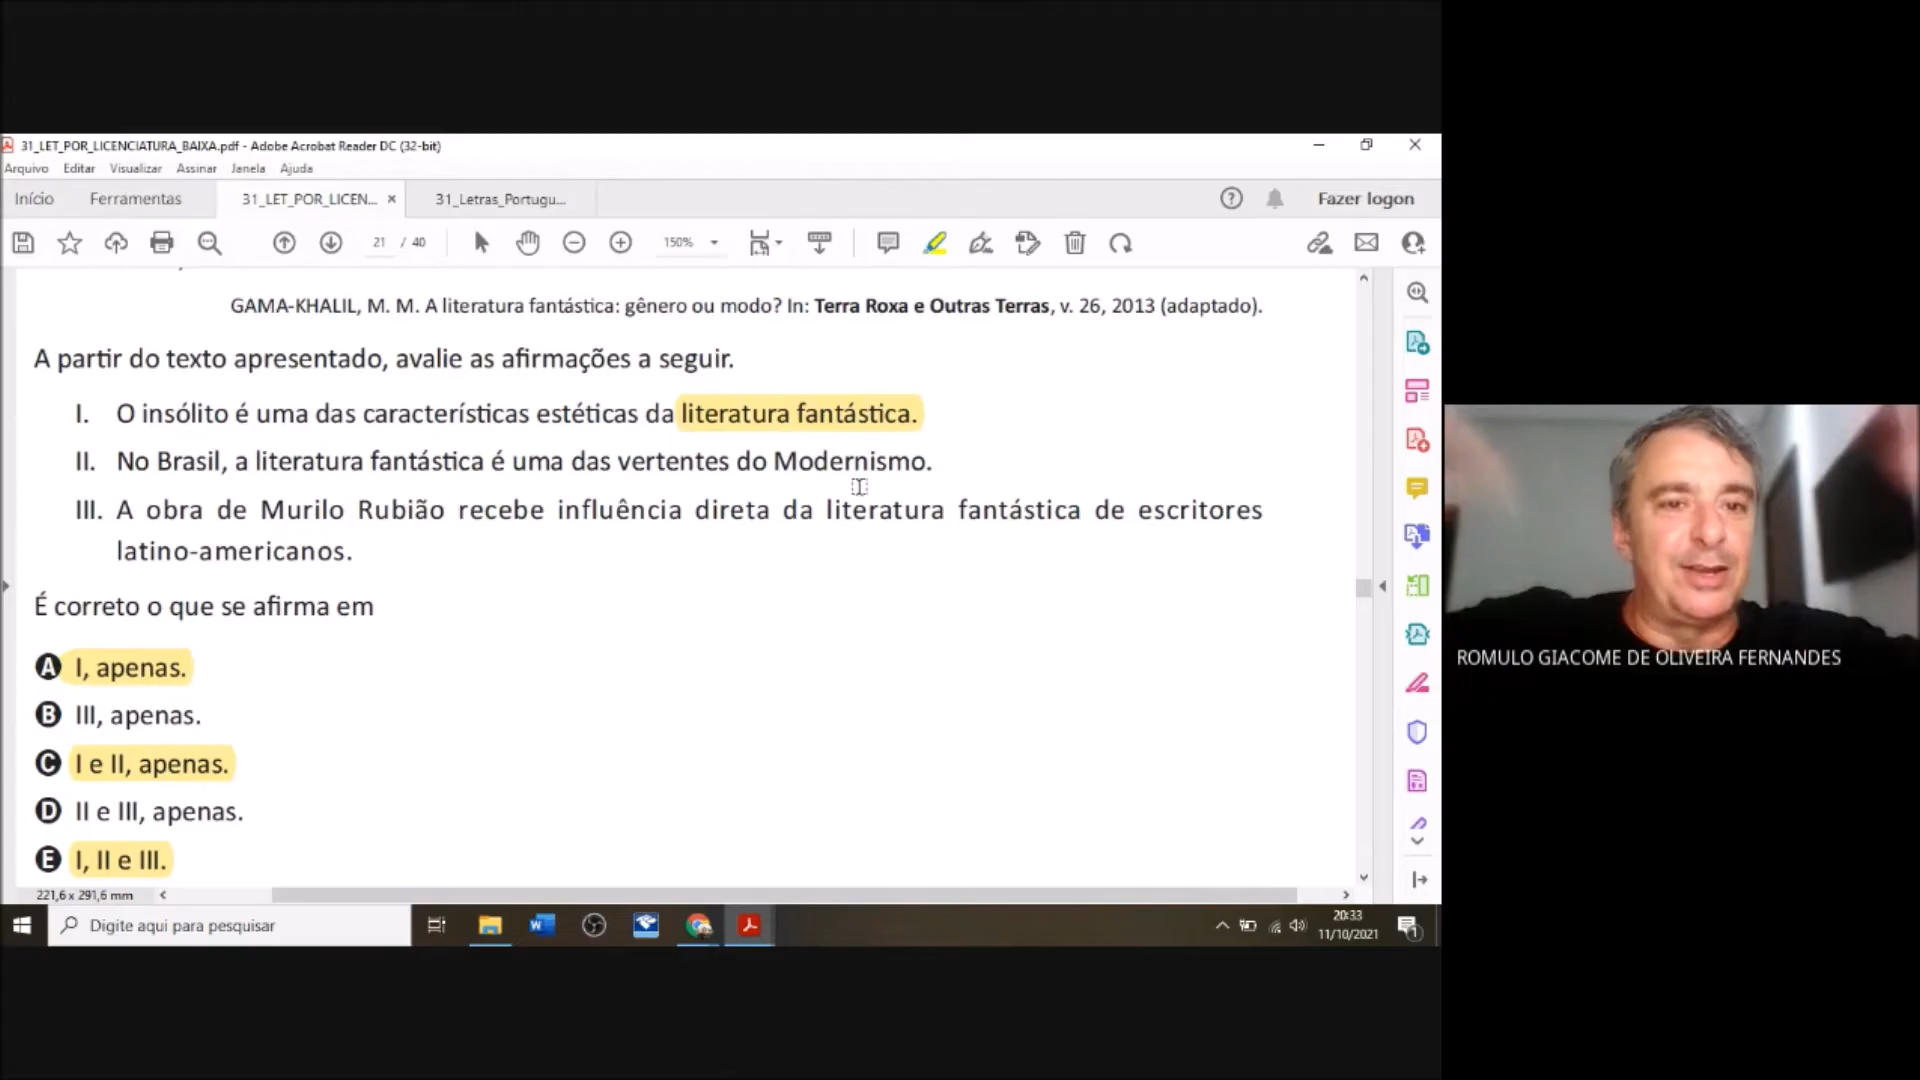 31_LET_POR_LICENCIATURA_BAIXA.pdf - Adobe Acrobat Reader DC (32-bit)
Arquivo Editar Visualizar Assinar Janela Ajuda
Início Ferramentas 31_LET_POR_LICEN... 31_Letras_Portugu... Fazer logon
21 / 40 150%
GAMA-KHALIL, M. M. A literatura fantástica: gênero ou modo? In: Terra Roxa e Outras Terras, v. 26, 2013 (adaptado).
A partir do texto apresentado, avalie as afirmações a seguir.
I. O insólito é uma das características estéticas da literatura fantástica.
II. No Brasil, a literatura fantástica é uma das vertentes do Modernismo.
III. A obra de Murilo Rubião recebe influência direta da literatura fantástica de escritores
latino-americanos.
É correto o que se afirma em
A I, apenas.
B III, apenas.
C I e II, apenas.
D II e III, apenas.
E I, II e III.
221,6 x 291,6 mm
Digite aqui para pesquisar
20:33
11/10/2021
1
ROMULO GIACOME DE OLIVEIRA FERNANDES